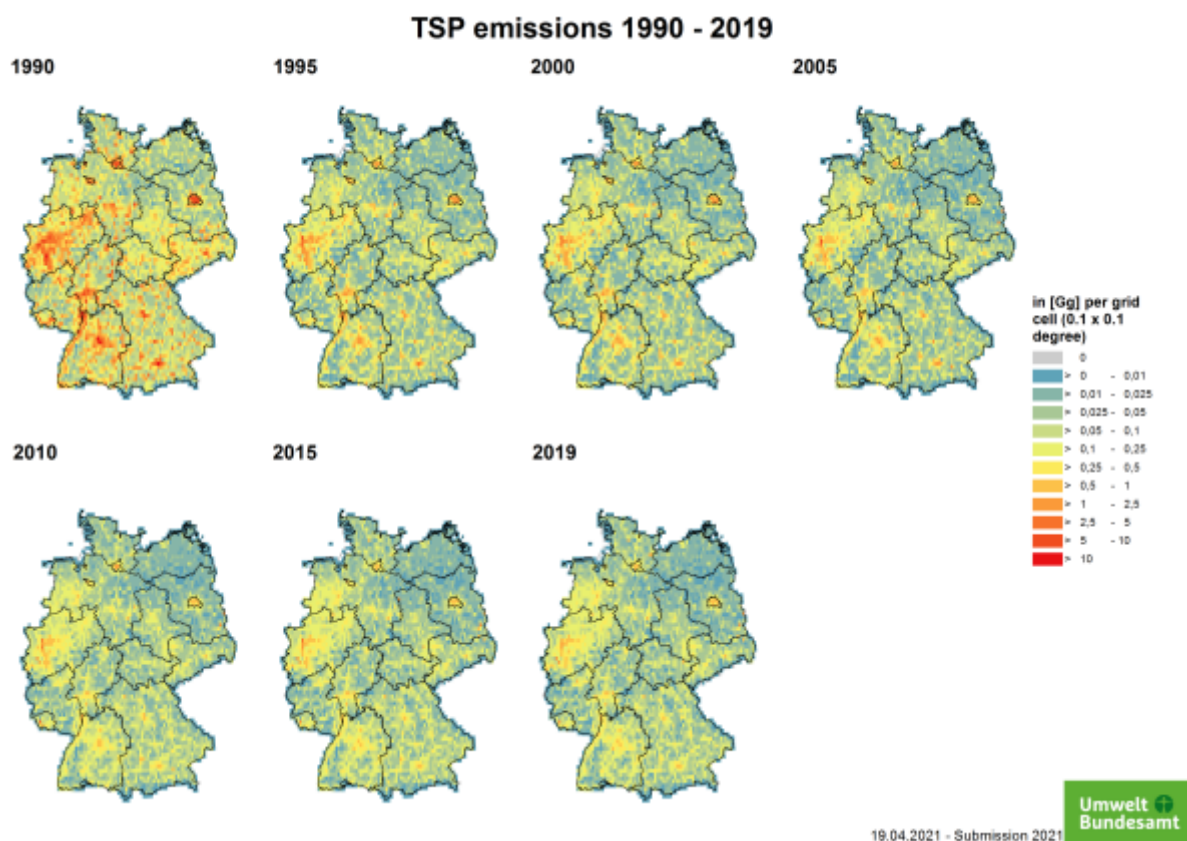 TSP emissions 1990 - 2019
1990
1995
2000
2005
in [Gg] per grid
cell (0.1 x 0.1
degree)
0
> 0 - 0,01
> 0,01 - 0,025
> 0,025 - 0,05
> 0,05 - 0,1
> 0,1 - 0,25
> 0,25 - 0,5
> 0,5 - 1
> 1 - 2,5
> 2,5 - 5
> 5 - 10
> 10
2010
2015
2019
Umwelt
Bundesamt
19.04.2021 - Submission 2021